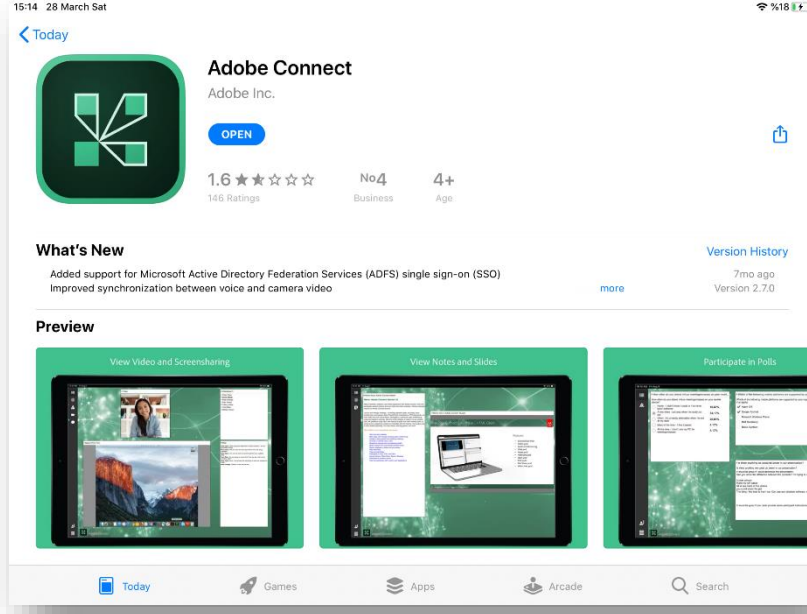 15:14 28 March Sat
%18
Today
Adobe Connect
Adobe Inc.
OPEN
1.6
No4
4+
146 Ratings
Business
Age
What's New
Version History
Added support for Microsoft Active Directory Federation Services (ADFS) single sign-on (SSO)
7mo ago
Improved synchronization between voice and camera video
more
Version 2.7.0
Preview
View Video and Screensharing
View Notes and Slides
Participate in Polls
Today
Games
Apps
Arcade
Search